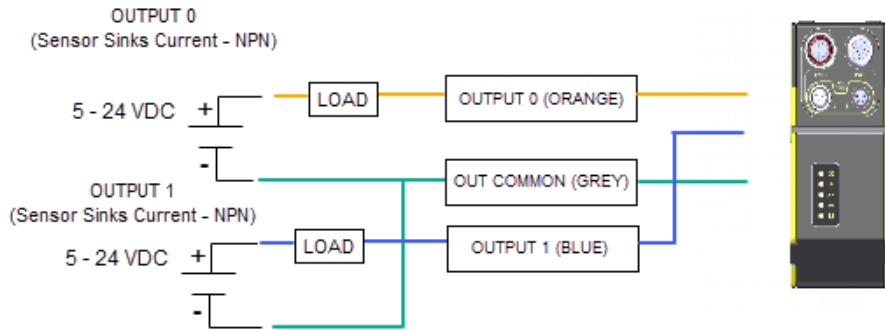 OUTPUT 0
(Sensor Sinks Current - NPN)
5 - 24 VDC
+
-
LOAD
OUTPUT 0 (ORANGE)
OUT COMMON (GREY)
OUTPUT 1
(Sensor Sinks Current - NPN)
5 - 24 VDC
+
-
LOAD
OUTPUT 1 (BLUE)